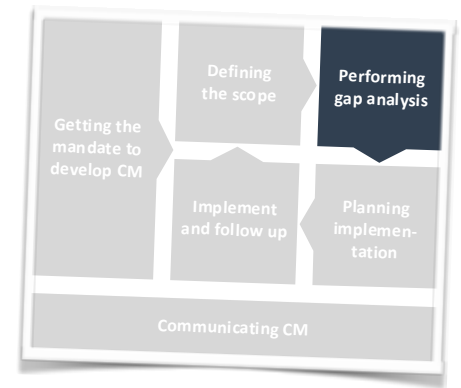 Getting the
mandate to
develop CM
Defining
the scope
Performing
gap analysis
Implement
and follow up
Planning
implemen-
tation
Communicating CM